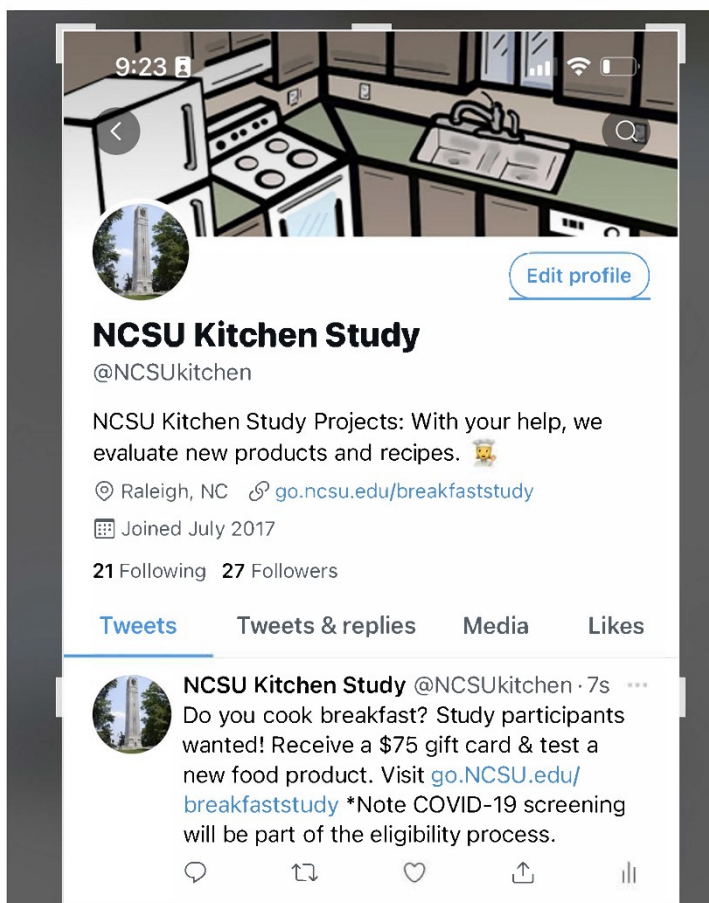 9:23
Edit profile
NCSU Kitchen Study
@NCSUkitchen
NCSU Kitchen Study Projects: With your help, we
evaluate new products and recipes.
Raleigh, NC go.ncsu.edu/breakfaststudy
Joined July 2017
21 Following 27 Followers
Tweets Tweets & replies Media Likes
NCSU Kitchen Study @NCSUkitchen · 7s
Do you cook breakfast? Study participants
wanted! Receive a $75 gift card & test a
new food product. Visit go.NCSU.edu/
breakfaststudy *Note COVID-19 screening
will be part of the eligibility process.